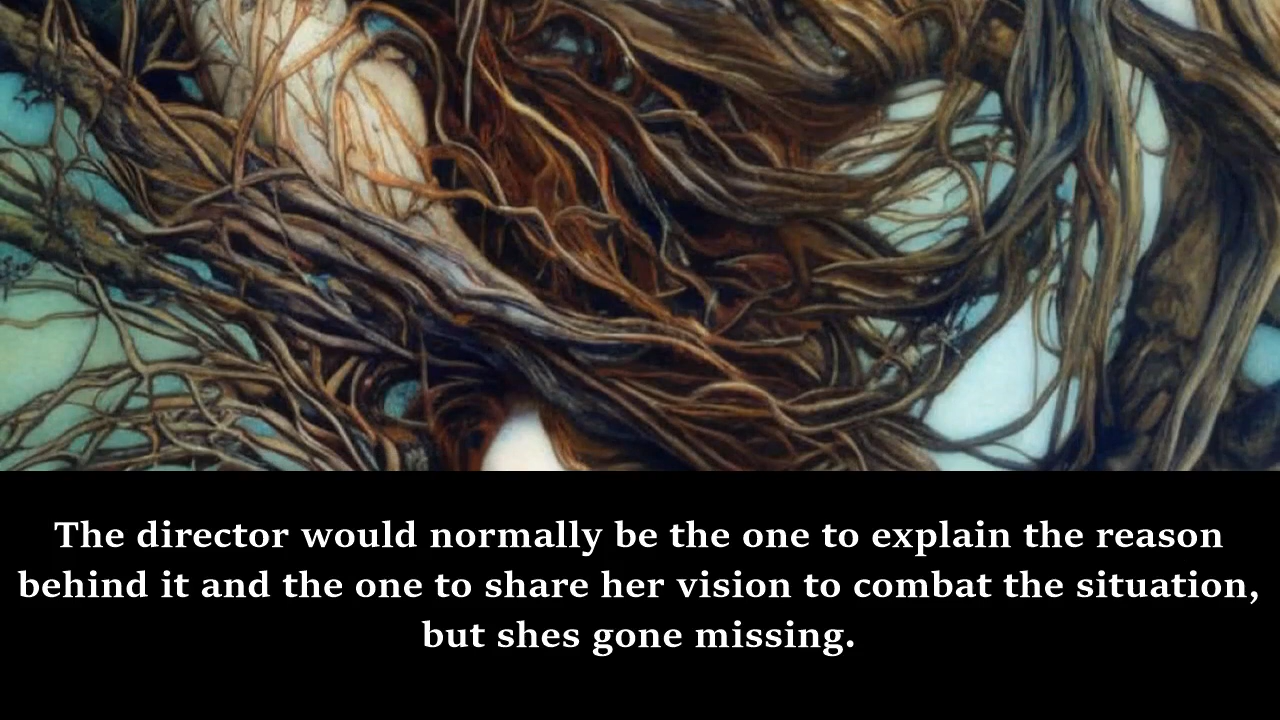 The director would normally be the one to explain the reason
behind it and the one to share her vision to combat the situation,
but shes gone missing.